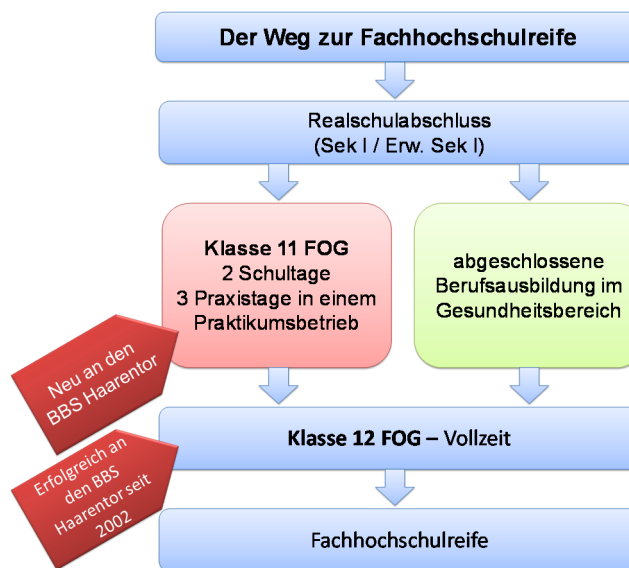 Der Weg zur Fachhochschulreife
Realschulabschluss
(Sek I / Erw. Sek I)
Klasse 11 FOG
2 Schultage
3 Praxistage in einem
Praktikumsbetrieb
abgeschlossene
Berufsausbildung im
Gesundheitsbereich
Neu an den
BBS Haarentor
Klasse 12 FOG – Vollzeit
Erfolgreich an
den BBS
Haarentor seit
2002
Fachhochschulreife